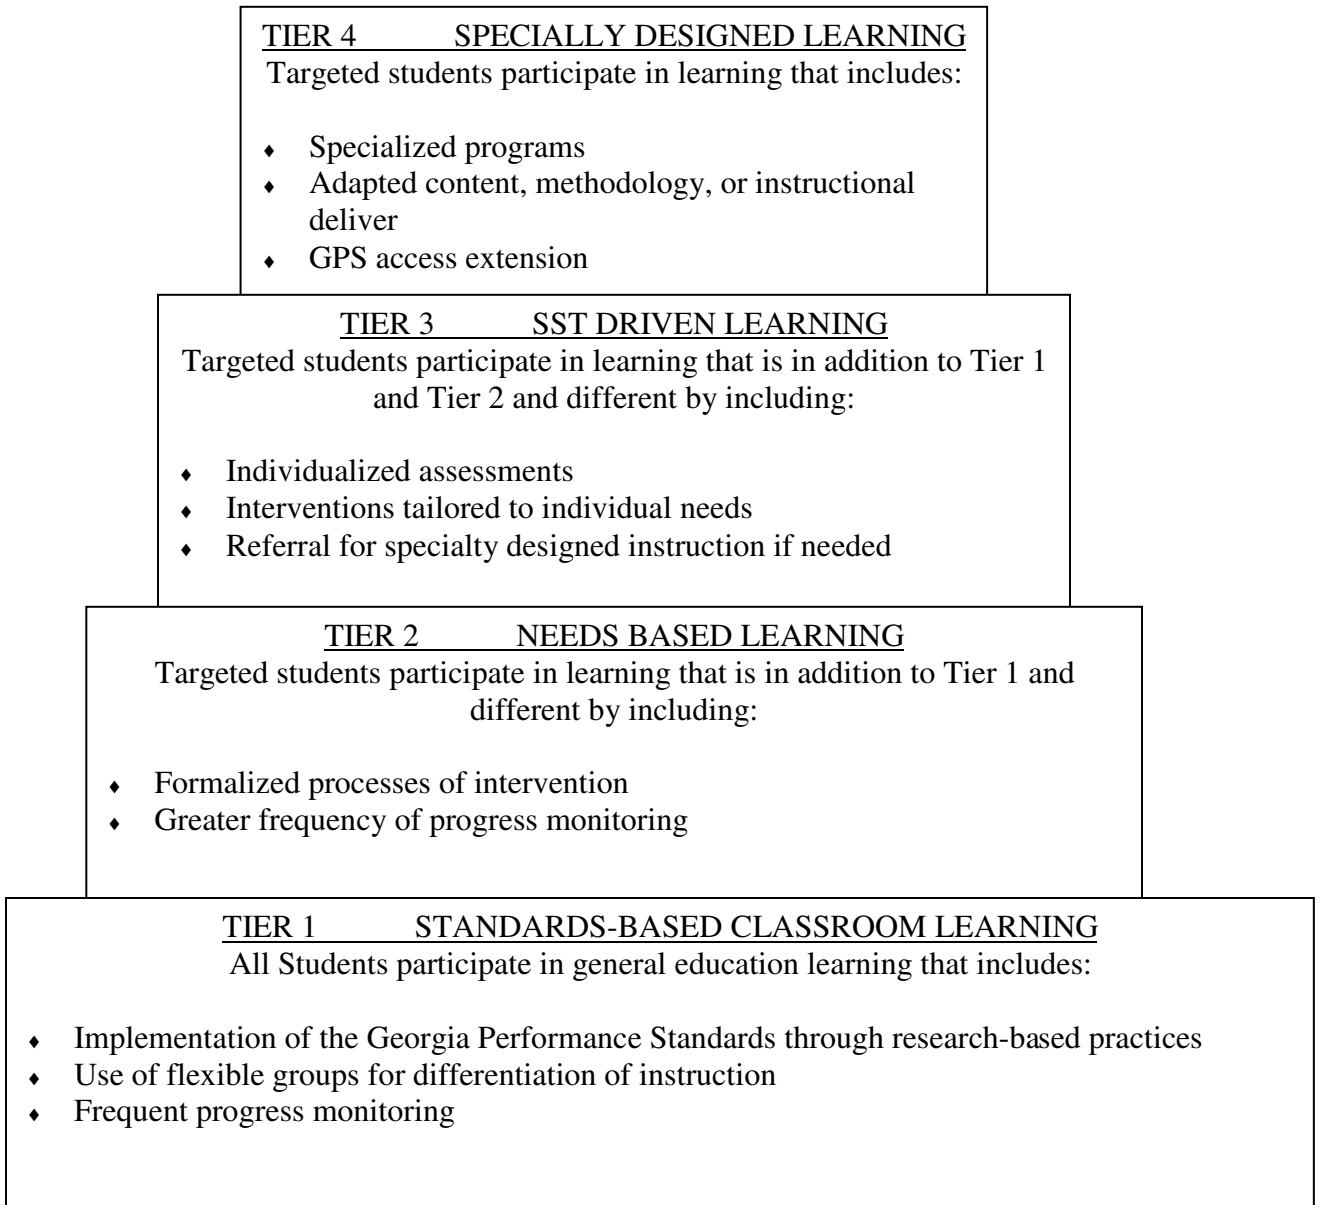 TIER 4 SPECIALLY DESIGNED LEARNING
Targeted students participate in learning that includes:
♦ Specialized programs
♦ Adapted content, methodology, or instructional
deliver
♦ GPS access extension
TIER 3 SST DRIVEN LEARNING
Targeted students participate in learning that is in addition to Tier 1
and Tier 2 and different by including:
♦ Individualized assessments
♦ Interventions tailored to individual needs
♦ Referral for specialty designed instruction if needed
TIER 2 NEEDS BASED LEARNING
Targeted students participate in learning that is in addition to Tier 1 and
different by including:
♦ Formalized processes of intervention
♦ Greater frequency of progress monitoring
TIER 1 STANDARDS-BASED CLASSROOM LEARNING
All Students participate in general education learning that includes:
♦ Implementation of the Georgia Performance Standards through research-based practices
♦ Use of flexible groups for differentiation of instruction
♦ Frequent progress monitoring